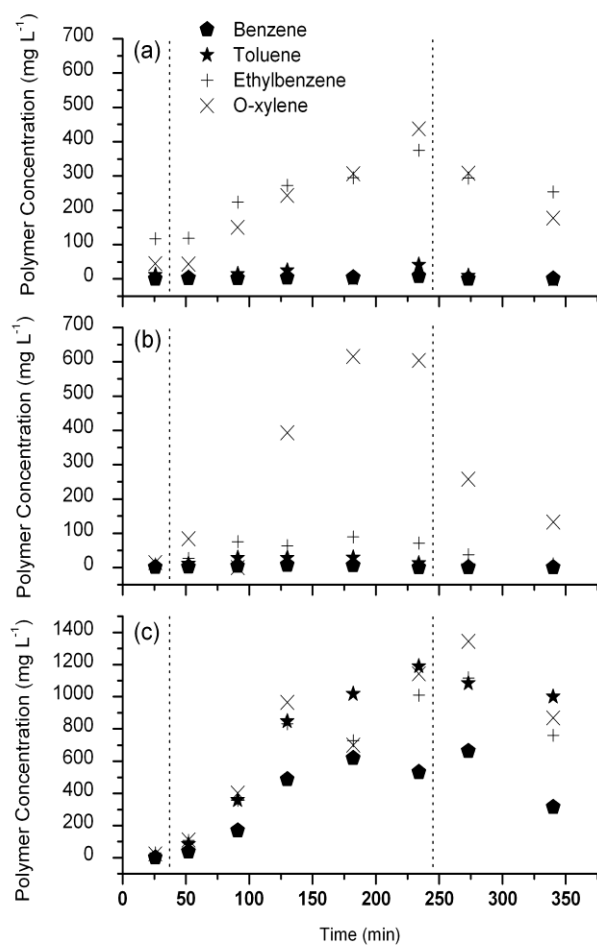 Benzene
Toluene
Ethylbenzene
O-xylene
(a)
Polymer Concentration (mg L⁻¹)
700
600
500
400
300
200
100
0
(b)
Polymer Concentration (mg L⁻¹)
700
600
500
400
300
200
100
0
(c)
Polymer Concentration (mg L⁻¹)
1400
1200
1000
800
600
400
200
0
0 50 100 150 200 250 300 350
Time (min)